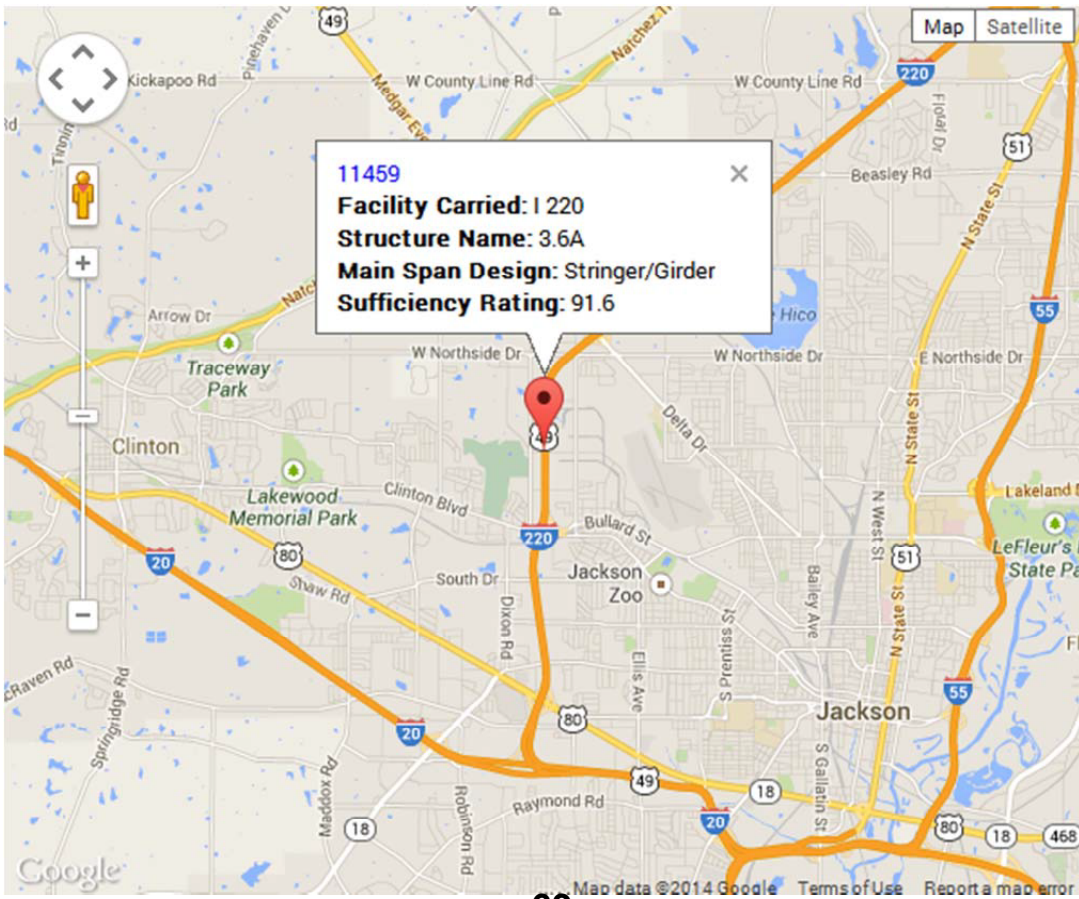 49
Map
Satellite
Kickapoo Rd
W County Line Rd
W County Line Rd
220
Floral Dr
51
11459
Facility Carried: I 220
Structure Name: 3.6A
Main Span Design: Stringer/Girder
Sufficiency Rating: 91.6
Beasley Rd
N State St
Arrow Dr
55
Hico
W Northside Dr
W Northside Dr
E Northside Dr
Traceway
Park
49
Delta Dr
N State St
Clinton
Lakewood
Memorial Park
Clinton Blvd
Bullard St
N West St
Lakeland
20
80
220
51
LeFleur's
State
Shaw Rd
South Dr
Jackson
Zoo
Dixon Rd
Bailey Ave
N State St
Springridge Rd
Ellis Ave
S Prentiss St
55
20
80
Jackson
Maddox Rd
18
Robinson Rd
Raymond Rd
49
18
20
S Gallatin St
80
18
468
Google
Map data ©2014 Google
Terms of Use
Report a map error